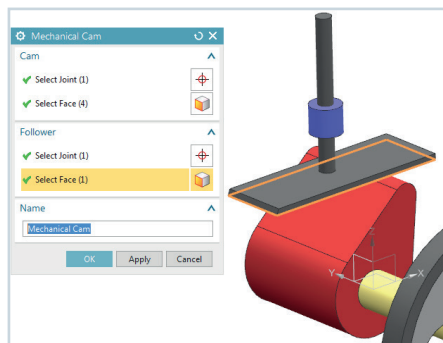 Mechanical Cam
Cam
Select Joint (1)
Select Face (4)
Follower
Select Joint (1)
Select Face (1)
Name
Mechanical Cam
OK Apply Cancel
Z
Y X